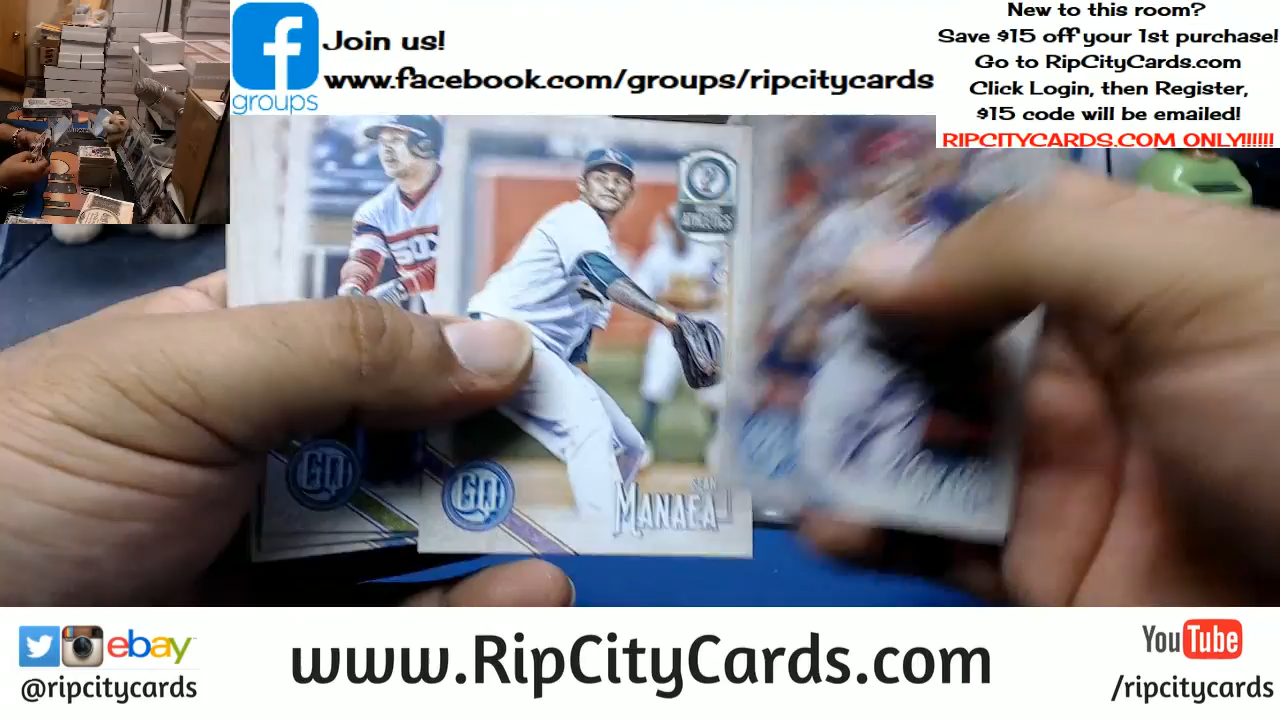 groups
Join us!
www.facebook.com/groups/ripcitycards
New to this room?
Save $15 off your 1st purchase!
Go to RipCityCards.com
Click Login, then Register,
$15 code will be emailed!
RIPCITYCARDS.COM ONLY!!!!!!
SOX
ATHLETICS
GQ
GQ
SEAN
MANAEA
ebay
@ripcitycards
www.RipCityCards.com
YouTube
/ripcitycards